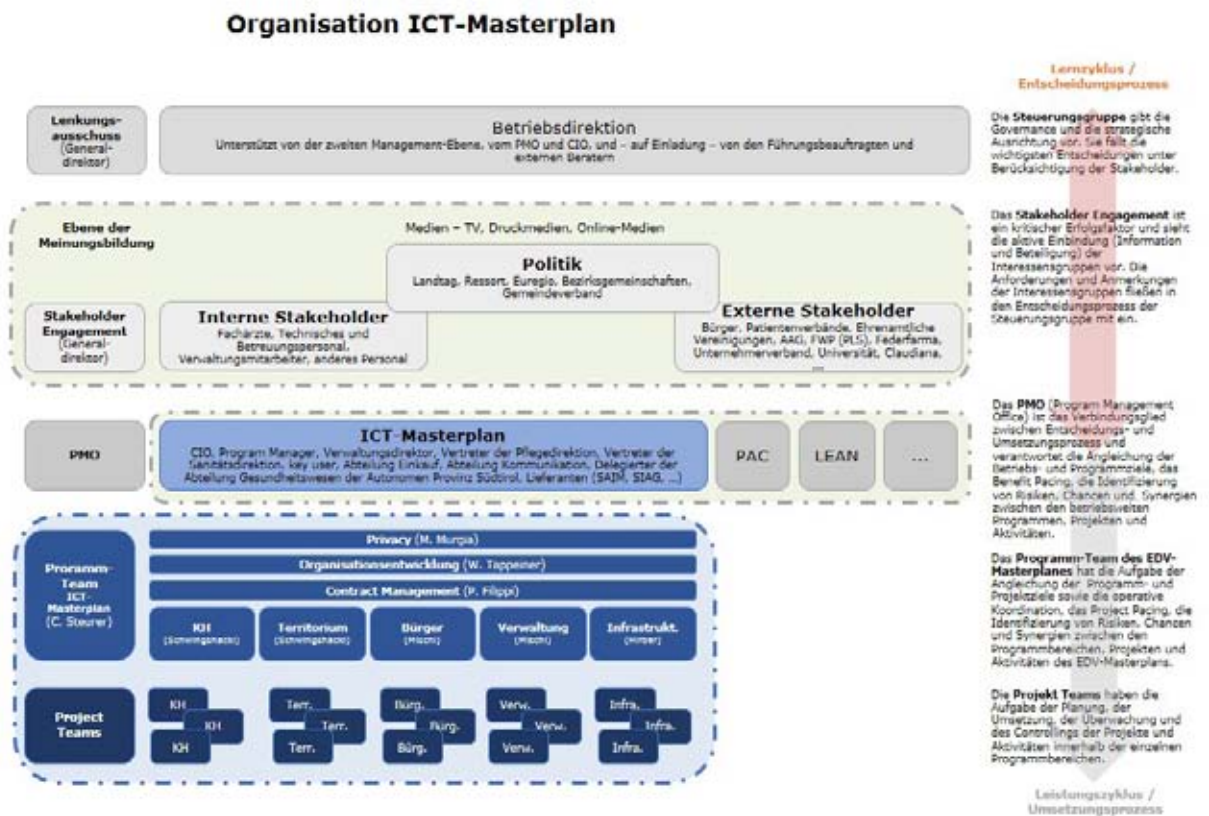 Organisation ICT-Masterplan
Lernzyklus /
Entscheidungsprozess
Lenkungs-
ausschuss
(General-
direktor)
Betriebsdirektion
Unterstützt von der zweiten Management-Ebene, vom PMO und CIO, und – auf Einladung – von den Führungsbeauftragten und
externen Beratern
Die Steuerungsgruppe gibt die
Governance und die strategische
Ausrichtung vor. Sie fällt die
wichtigsten Entscheidungen unter
Berücksichtigung der Stakeholder.
Ebene der
Meinungsbildung
Medien – TV, Druckmedien, Online-Medien
Politik
Landtag, Ressort, Euregio, Bezirksgemeinschaften,
Gemeindeverband
Stakeholder
Engagement
(General-
direktor)
Interne Stakeholder
Fachärzte, Technisches und
Betreuungspersonal,
Verwaltungsmitarbeiter, anderes Personal
Externe Stakeholder
Bürger, Patientenverbände, Ehrenamtliche
Vereinigungen, AAG, FWP (PLS), Federfarma,
Unternehmerverband, Universität, Claudiana,
...
Das Stakeholder Engagement ist
ein kritischer Erfolgsfaktor und sieht
die aktive Einbindung (Information
und Beteiligung) der
Interessensgruppen vor. Die
Anforderungen und Anmerkungen
der Interessensgruppen fließen in
den Entscheidungsprozess der
Steuerungsgruppe mit ein.
PMO
ICT-Masterplan
CIO, Program Manager, Verwaltungsdirektor, Vertreter der Pflegedirektion, Vertreter der
Sanitätsdirektion, key user, Abteilung Einkauf, Abteilung Kommunikation, Delegierter der
Abteilung Gesundheitswesen der Autonomen Provinz Südtirol, Lieferanten (SAIM, SIAG, ...)
PAC
LEAN
...
Das PMO (Program Management
Office) ist das Verbindungsglied
zwischen Entscheidungs- und
Umsetzungsprozess und
verantwortet die Angleichung der
Betriebs- und Programmziele, das
Benefit Pacing, die Identifizierung
von Risiken, Chancen und, Synergien
zwischen den betriebsweiten
Programmen, Projekten und
Aktivitäten.
Proramm-
Team
ICT-
Masterplan
(C. Steurer)
Privacy (M. Murgia)
Organisationsentwicklung (W. Tappeiner)
Contract Management (P. Filippi)
KH
(Schwingshackl)
Territorium
(Schwingshackl)
Bürger
(Mischi)
Verwaltung
(Mischi)
Infrastrukt.
Das Programm-Team des EDV-
Masterplanes hat die Aufgabe der
Angleichung der Programm- und
Projektziele sowie die operative
Koordination, das Project Pacing, die
Identifizierung von Risiken, Chancen
und Synergien zwischen den
Programmbereichen, Projekten und
Aktivitäten des EDV-Masterplans.
Project
Teams
KH
KH
KH
Terr.
Terr.
Terr.
Bürg.
Bürg.
Bürg.
Verw.
Verw.
Verw.
Infra.
Infra.
Infra.
Die Projekt Teams haben die
Aufgabe der Planung, der
Umsetzung, der Überwachung und
des Controllings der Projekte und
Aktivitäten innerhalb der einzelnen
Programmbereichen.
Leistungszyklus /
Umsetzungsprozess